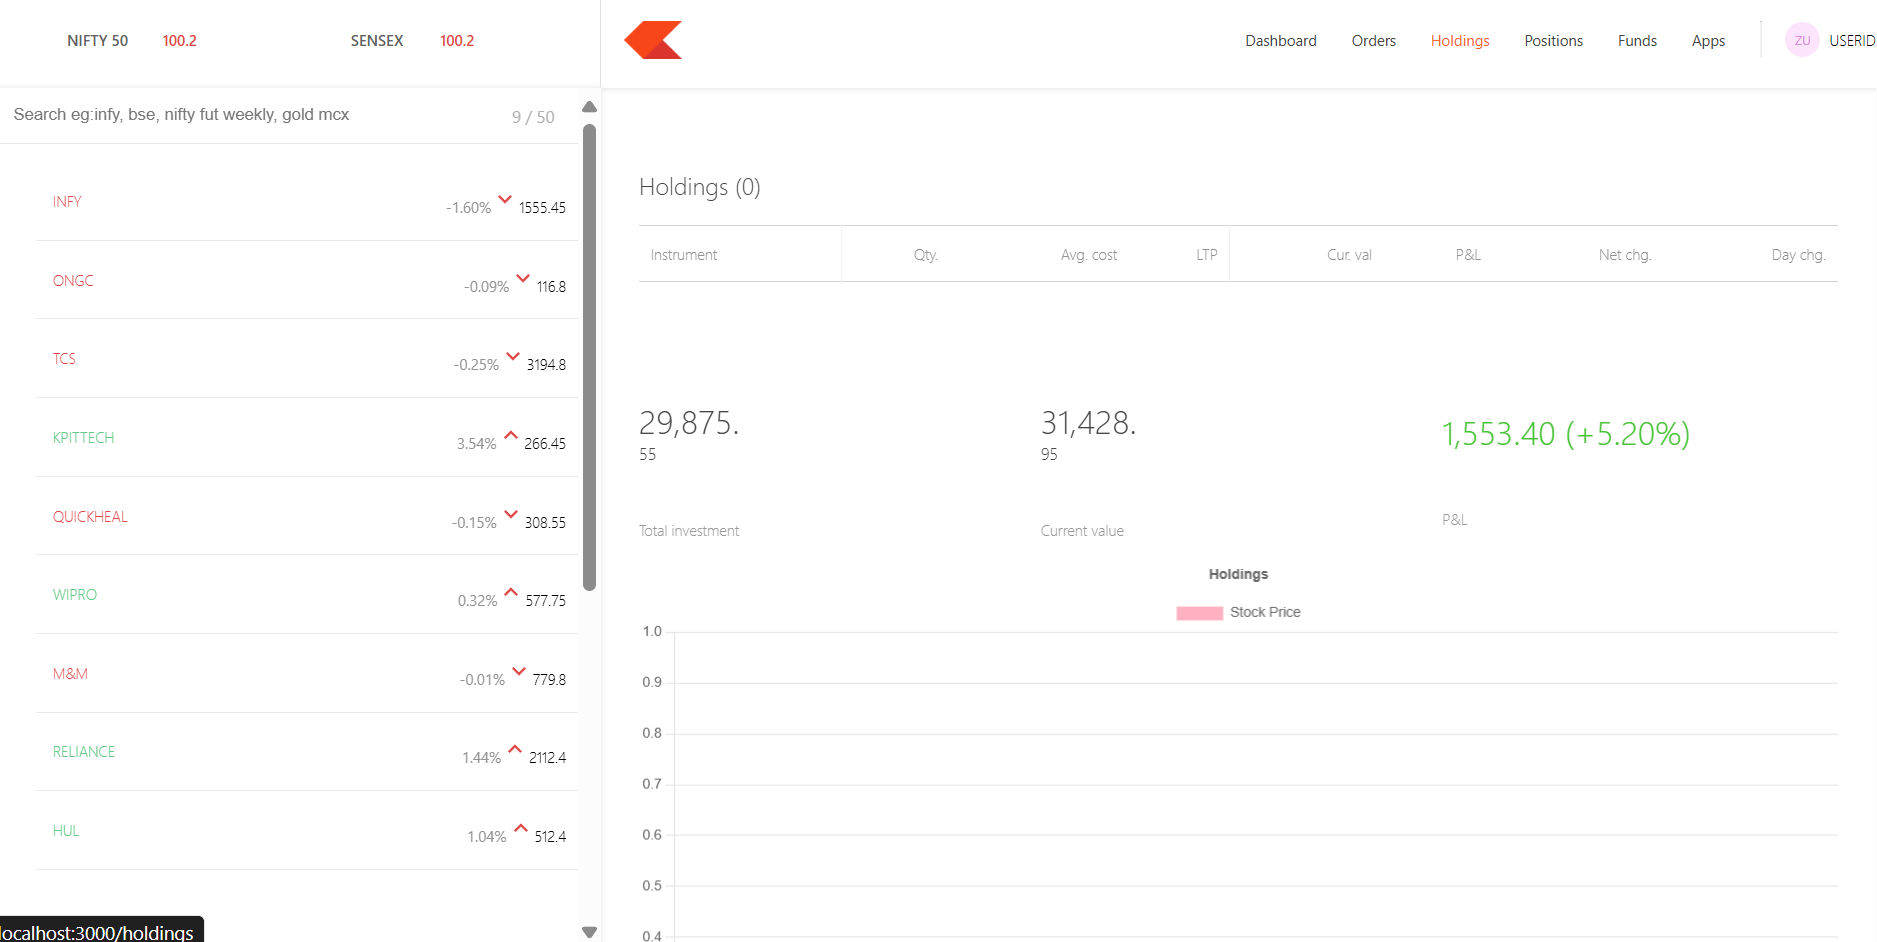 NIFTY 50 100.2 SENSEX 100.2
Dashboard Orders Holdings Positions Funds Apps ZU USERID
Search eg:infy, bse, nifty fut weekly, gold mcx 9 / 50
INFY -1.60% 1555.45
ONGC -0.09% 116.8
TCS -0.25% 3194.8
KPITTECH 3.54% 266.45
QUICKHEAL -0.15% 308.55
WIPRO 0.32% 577.75
M&M -0.01% 779.8
RELIANCE 1.44% 2112.4
HUL 1.04% 512.4
localhost:3000/holdings
Holdings (0)
Instrument Qty. Avg. cost LTP Cur. val P&L Net chg. Day chg.
29,875.
55
Total investment
31,428.
95
Current value
1,553.40 (+5.20%)
P&L
Holdings
Stock Price
1.0
0.9
0.8
0.7
0.6
0.5
0.4